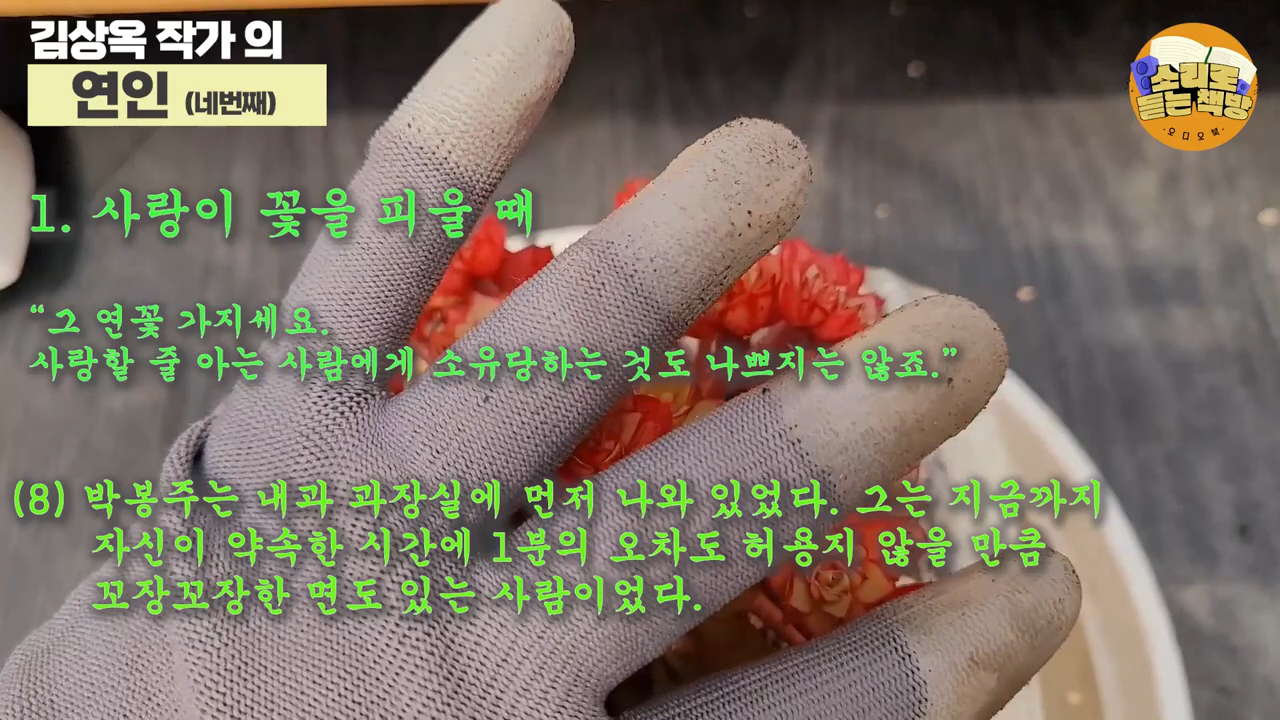 김상옥 작가 의
연인 (네번째)
소리로
듣는 책방
·오디오북·
1. 사랑이 꽃을 피울 때
“그 연꽃 가지세요.
사랑할 줄 아는 사람에게 소유당하는 것도 나쁘지는 않죠.”
(8) 박봉주는 내과 과장실에 먼저 나와 있었다. 그는 지금까지
자신이 약속한 시간에 1분의 오차도 허용지 않을 만큼
꼬장꼬장한 면도 있는 사람이었다.